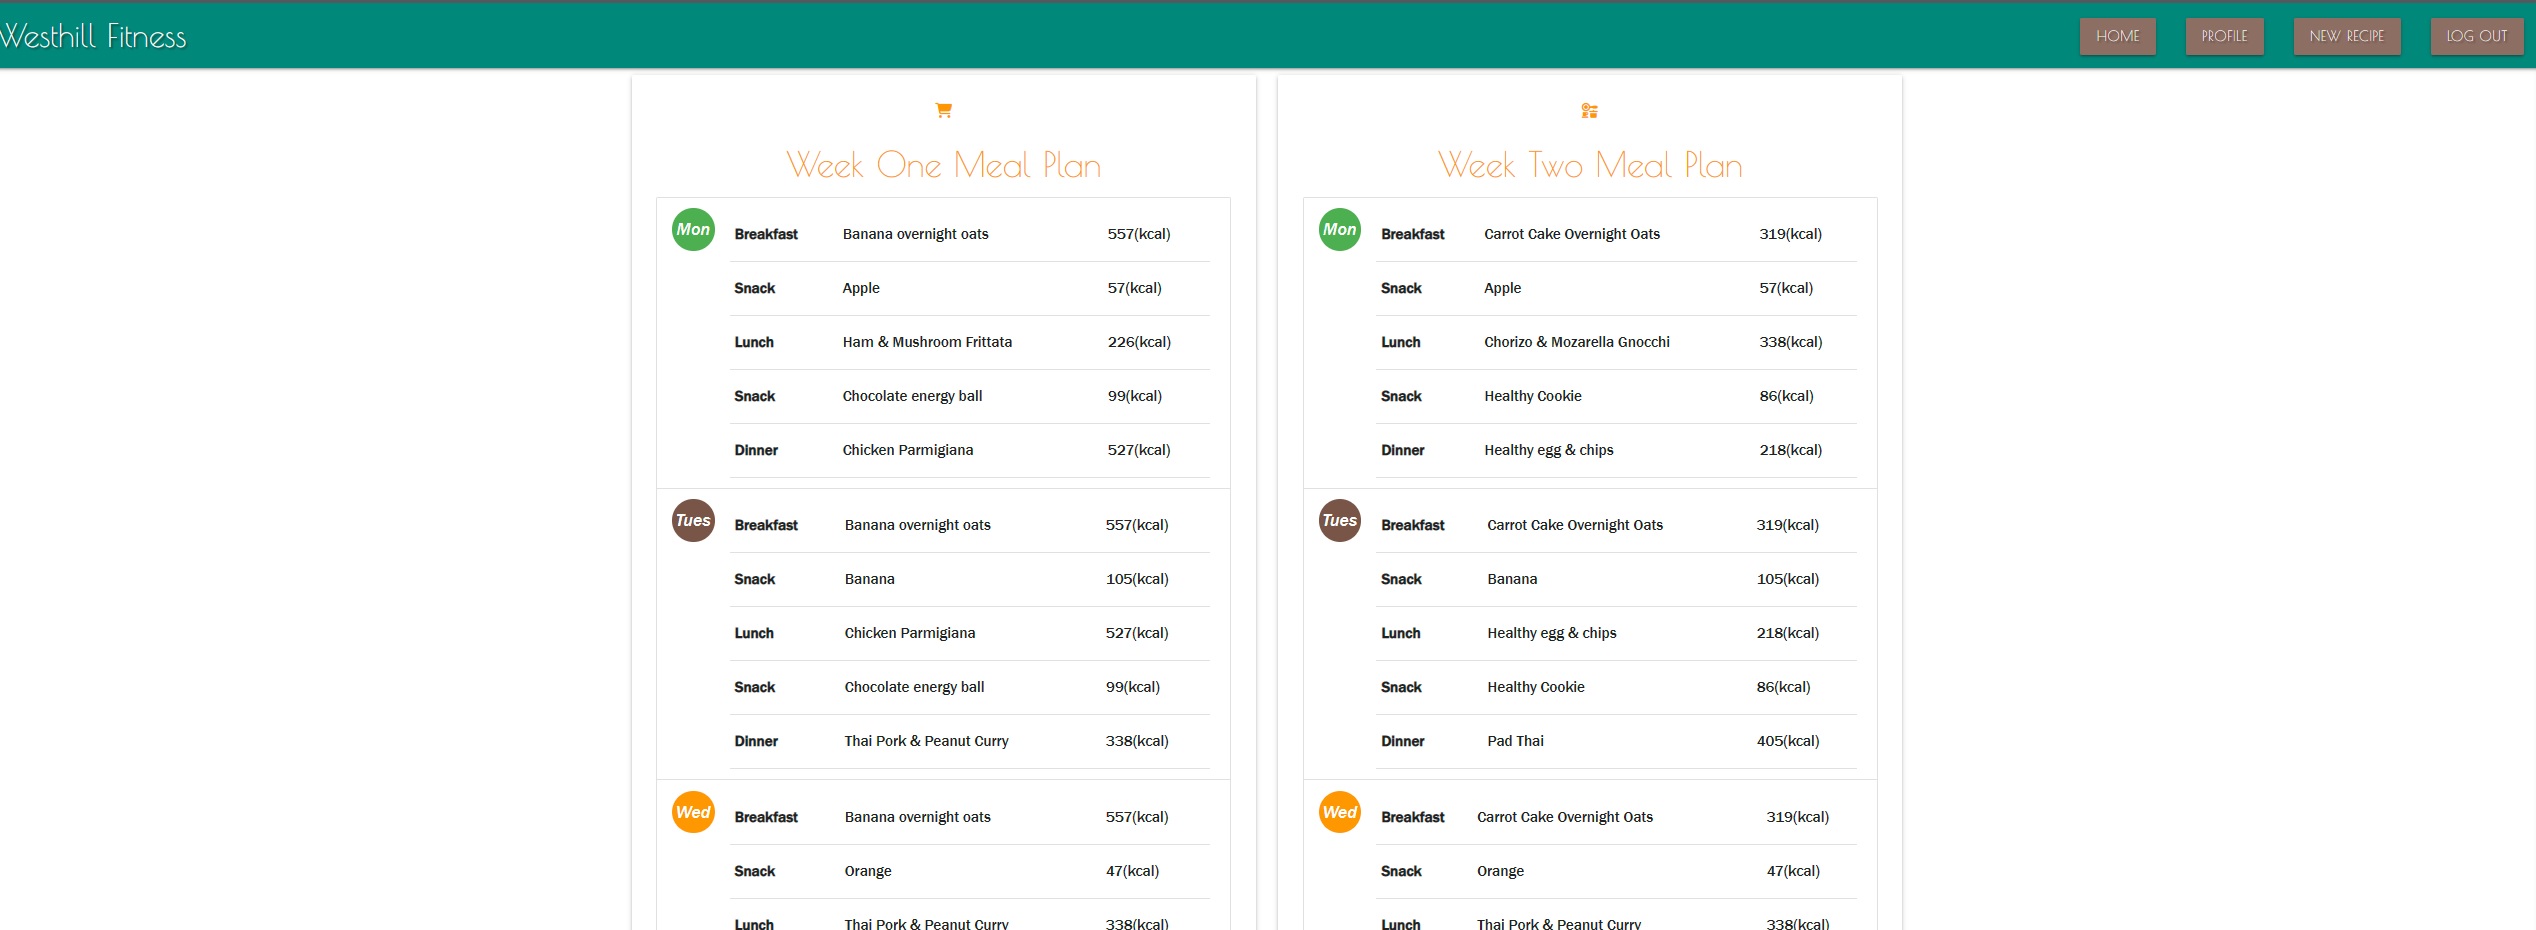 Westhill Fitness
HOME PROFILE NEW RECIPE LOG OUT
Week One Meal Plan
Mon
Breakfast Banana overnight oats 557(kcal)
Snack Apple 57(kcal)
Lunch Ham & Mushroom Frittata 226(kcal)
Snack Chocolate energy ball 99(kcal)
Dinner Chicken Parmigiana 527(kcal)
Tues
Breakfast Banana overnight oats 557(kcal)
Snack Banana 105(kcal)
Lunch Chicken Parmigiana 527(kcal)
Snack Chocolate energy ball 99(kcal)
Dinner Thai Pork & Peanut Curry 338(kcal)
Wed
Breakfast Banana overnight oats 557(kcal)
Snack Orange 47(kcal)
Lunch Thai Pork & Peanut Curry 338(kcal)
Week Two Meal Plan
Mon
Breakfast Carrot Cake Overnight Oats 319(kcal)
Snack Apple 57(kcal)
Lunch Chorizo & Mozarella Gnocchi 338(kcal)
Snack Healthy Cookie 86(kcal)
Dinner Healthy egg & chips 218(kcal)
Tues
Breakfast Carrot Cake Overnight Oats 319(kcal)
Snack Banana 105(kcal)
Lunch Healthy egg & chips 218(kcal)
Snack Healthy Cookie 86(kcal)
Dinner Pad Thai 405(kcal)
Wed
Breakfast Carrot Cake Overnight Oats 319(kcal)
Snack Orange 47(kcal)
Lunch Thai Pork & Peanut Curry 338(kcal)